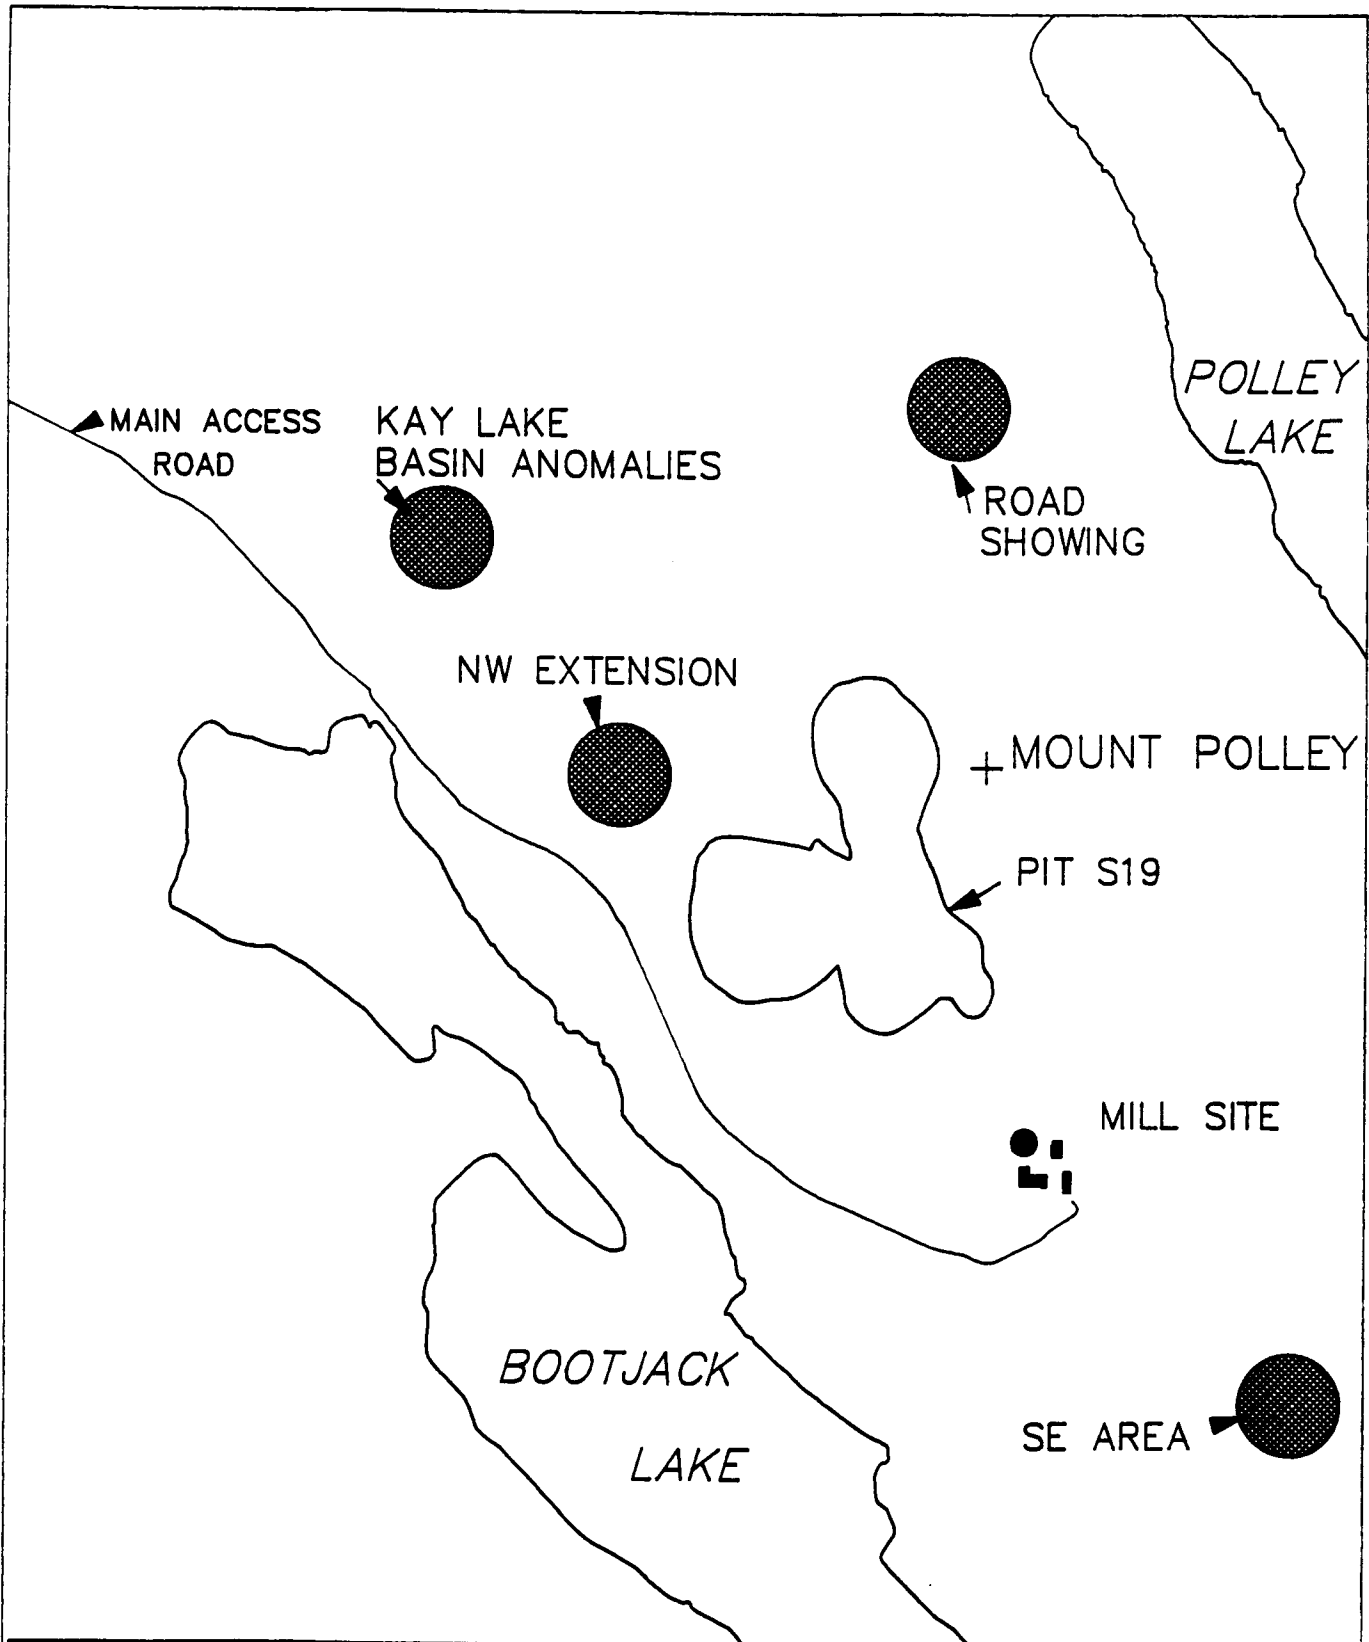 POLLEY
LAKE
MAIN ACCESS
ROAD
KAY LAKE
BASIN ANOMALIES
ROAD
SHOWING
NW EXTENSION
MOUNT POLLEY
PIT S19
MILL SITE
BOOTJACK
LAKE
SE AREA